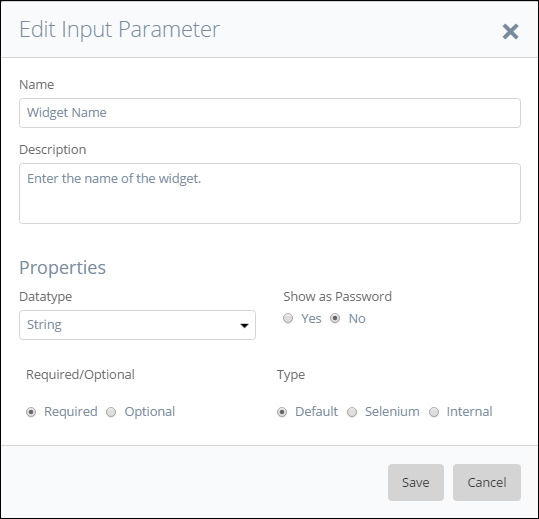 Edit Input Parameter
Name
Widget Name
Description
Enter the name of the widget.
Properties
Datatype
Show as Password
String
Yes No
Required/Optional
Type
Required Optional
Default Selenium Internal
Save Cancel